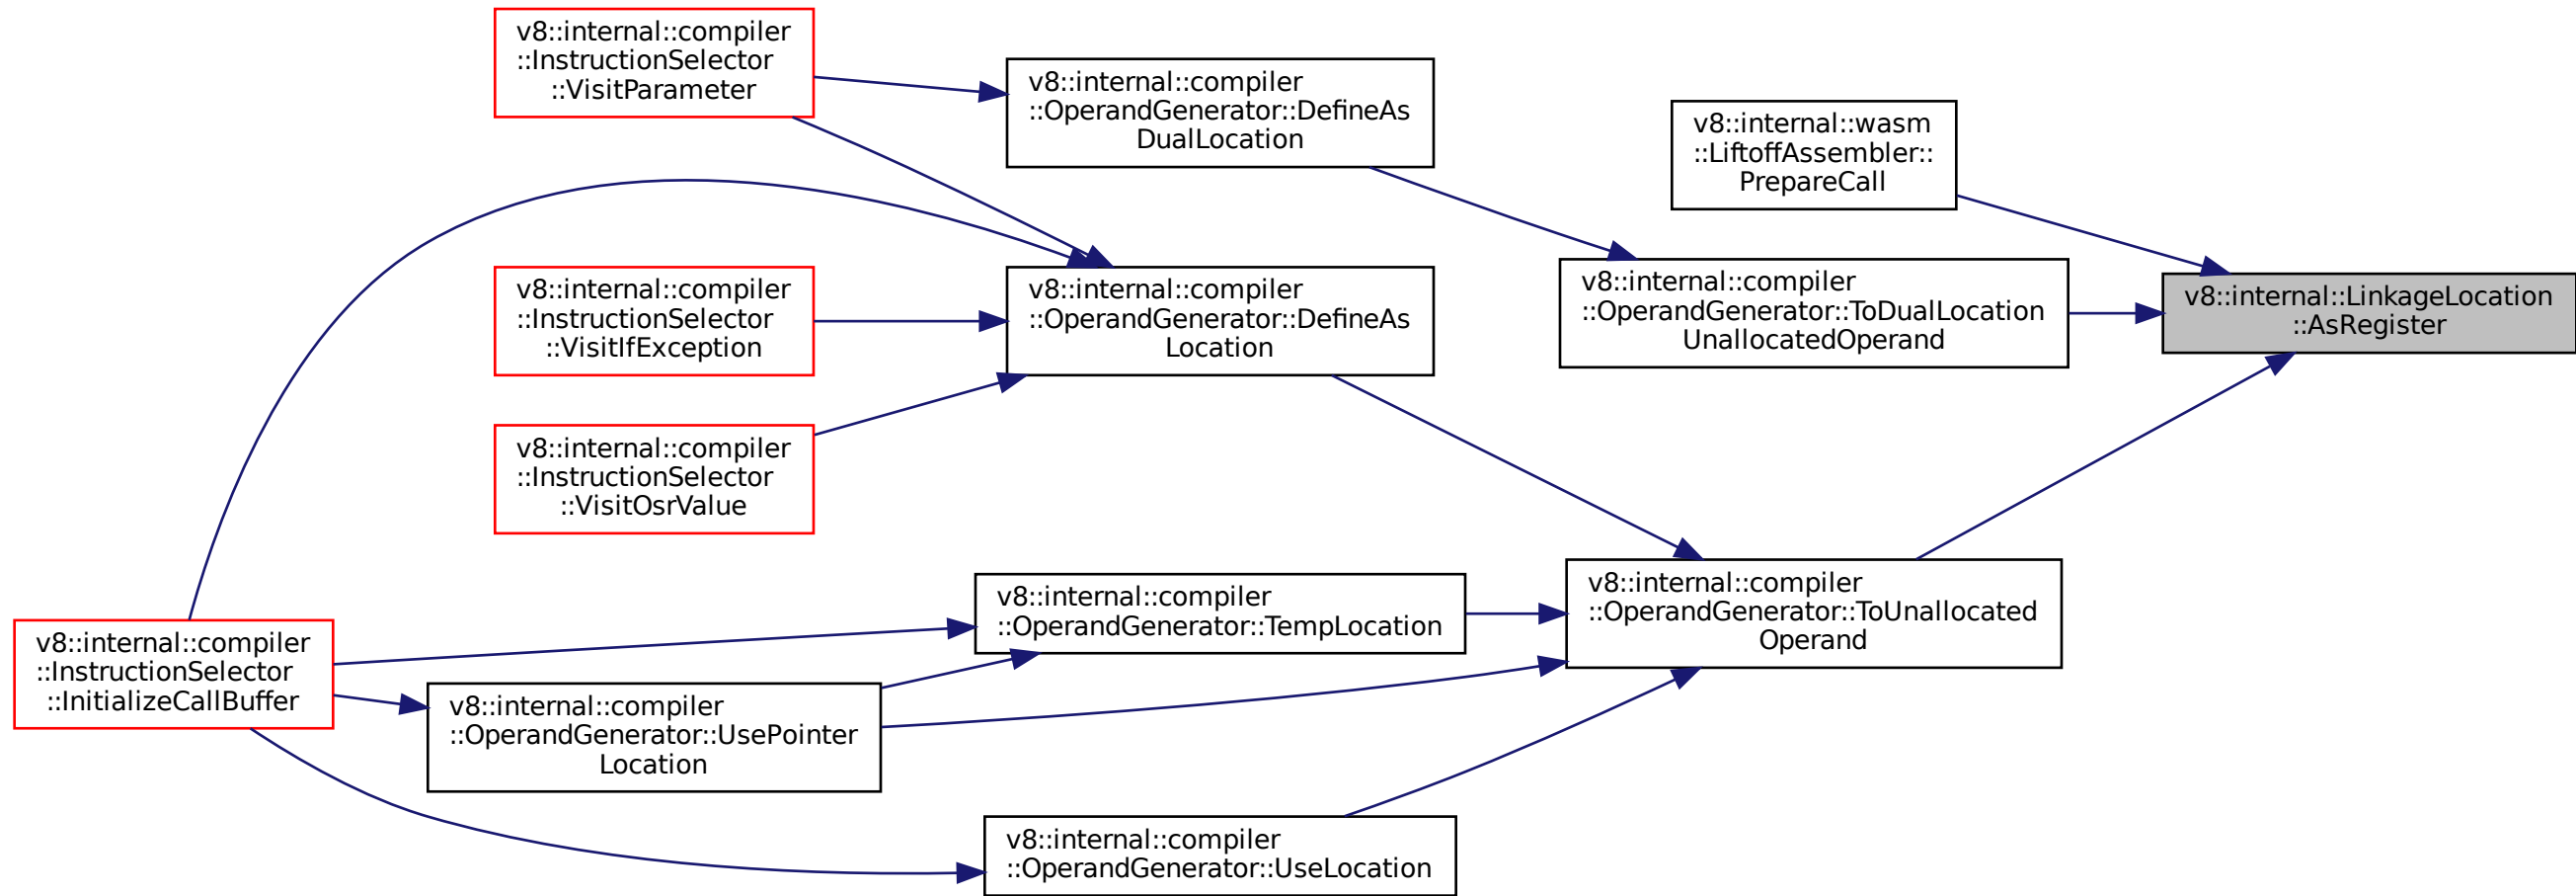 v8::internal::compiler
::InstructionSelector
::VisitParameter
v8::internal::compiler
::OperandGenerator::DefineAs
DualLocation
v8::internal::wasm
::LiftoffAssembler::
PrepareCall
v8::internal::compiler
::InstructionSelector
::VisitIfException
v8::internal::compiler
::OperandGenerator::DefineAs
Location
v8::internal::compiler
::OperandGenerator::ToDualLocation
UnallocatedOperand
v8::internal::LinkageLocation
::AsRegister
v8::internal::compiler
::InstructionSelector
::VisitOsrValue
v8::internal::compiler
::OperandGenerator::TempLocation
v8::internal::compiler
::OperandGenerator::ToUnallocated
Operand
v8::internal::compiler
::InstructionSelector
::InitializeCallBuffer
v8::internal::compiler
::OperandGenerator::UsePointer
Location
v8::internal::compiler
::OperandGenerator::UseLocation